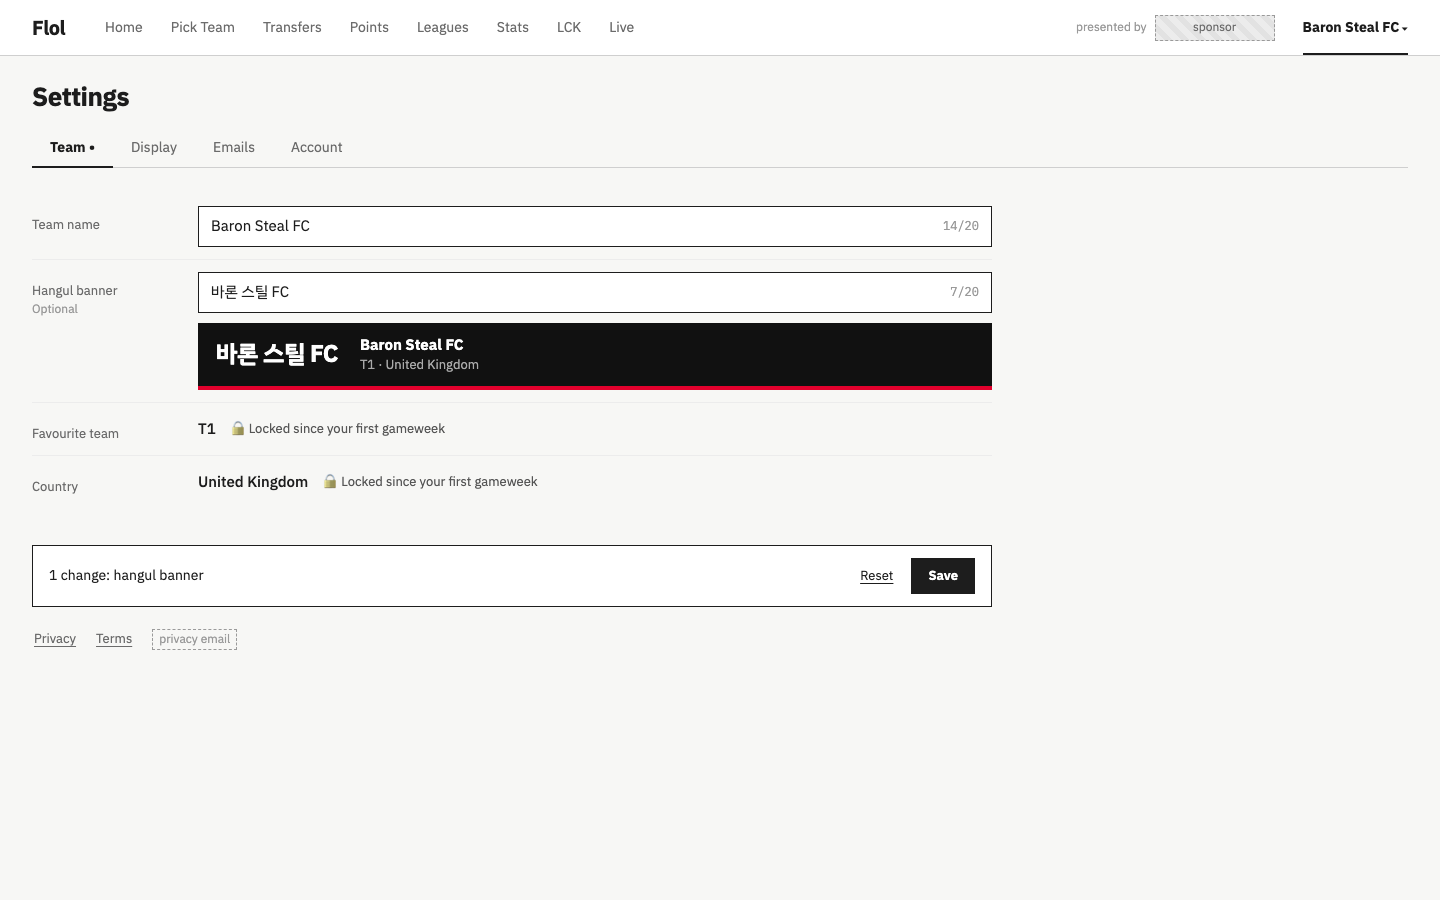 Flol Home Pick Team Transfers Points Leagues Stats LCK Live presented by sponsor Baron Steal FC
Settings
Team • Display Emails Account
Team name Baron Steal FC 14/20
Hangul banner 바론 스틸 FC 7/20
Optional
바론 스틸 FC Baron Steal FC
T1 · United Kingdom
Favourite team T1 🔒 Locked since your first gameweek
Country United Kingdom 🔒 Locked since your first gameweek
1 change: hangul banner Reset Save
Privacy Terms privacy email